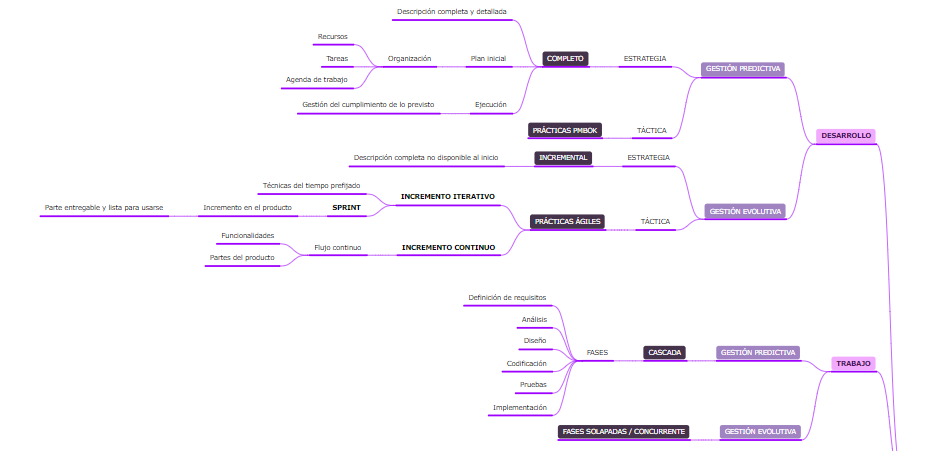 Descripción completa y detallada
Recursos
Tareas
Agenda de trabajo
Organización
Plan inicial
COMPLETO
ESTRATEGIA
GESTIÓN PREDICTIVA
Gestión del cumplimiento de lo previsto
Ejecución
PRÁCTICAS PMBOK
TÁCTICA
DESARROLLO
Descripción completa no disponible al inicio
INCREMENTAL
ESTRATEGIA
Técnicas del tiempo prefijado
INCREMENTO ITERATIVO
Parte entregable y lista para usarse
Incremento en el producto
SPRINT
GESTIÓN EVOLUTIVA
PRÁCTICAS ÁGILES
TÁCTICA
Funcionalidades
Partes del producto
Flujo continuo
INCREMENTO CONTINUO
Definición de requisitos
Análisis
Diseño
Codificación
Pruebas
Implementación
FASES
CASCADA
GESTIÓN PREDICTIVA
TRABAJO
FASES SOLAPADAS / CONCURRENTE
GESTIÓN EVOLUTIVA